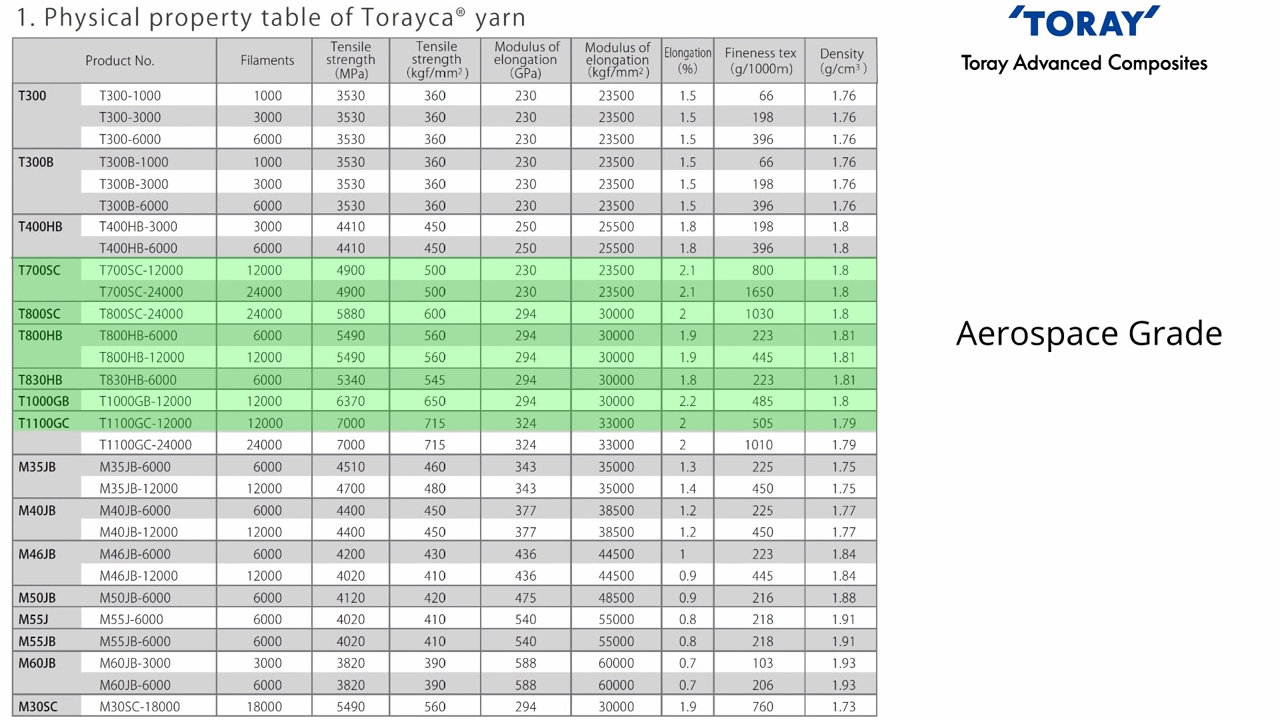 1. Physical property table of Torayca® yarn
Product No. Filaments Tensile strength (MPa) Tensile strength (kgf/mm²) Modulus of elongation (GPa) Modulus of elongation (kgf/mm²) Elongation (%) Fineness tex (g/1000m) Density (g/cm³)
T300 T300-1000 1000 3530 360 230 23500 1.5 66 1.76
T300-3000 3000 3530 360 230 23500 1.5 198 1.76
T300-6000 6000 3530 360 230 23500 1.5 396 1.76
T300B T300B-1000 1000 3530 360 230 23500 1.5 66 1.76
T300B-3000 3000 3530 360 230 23500 1.5 198 1.76
T300B-6000 6000 3530 360 230 23500 1.5 396 1.76
T400HB T400HB-3000 3000 4410 450 250 25500 1.8 198 1.8
T400HB-6000 6000 4410 450 250 25500 1.8 396 1.8
T700SC T700SC-12000 12000 4900 500 230 23500 2.1 800 1.8
T700SC-24000 24000 4900 500 230 23500 2.1 1650 1.8
T800SC T800SC-24000 24000 5880 600 294 30000 2 1030 1.8
T800HB T800HB-6000 6000 5490 560 294 30000 1.9 223 1.81
T800HB-12000 12000 5490 560 294 30000 1.9 445 1.81
T830HB T830HB-6000 6000 5340 545 294 30000 1.8 223 1.81
T1000GB T1000GB-12000 12000 6370 650 294 30000 2.2 485 1.8
T1100GC T1100GC-12000 12000 7000 715 324 33000 2 505 1.79
T1100GC-24000 24000 7000 715 324 33000 2 1010 1.79
M35JB M35JB-6000 6000 4510 460 343 35000 1.3 225 1.75
M35JB-12000 12000 4700 480 343 35000 1.4 450 1.75
M40JB M40JB-6000 6000 4400 450 377 38500 1.2 225 1.77
M40JB-12000 12000 4400 450 377 38500 1.2 450 1.77
M46JB M46JB-6000 6000 4200 430 436 44500 1 223 1.84
M46JB-12000 12000 4020 410 436 44500 0.9 445 1.84
M50JB M50JB-6000 6000 4120 420 475 48500 0.9 216 1.88
M55J M55J-6000 6000 4020 410 540 55000 0.8 218 1.91
M55JB M55JB-6000 6000 4020 410 540 55000 0.8 218 1.91
M60JB M60JB-3000 3000 3820 390 588 60000 0.7 103 1.93
M60JB-6000 6000 3820 390 588 60000 0.7 206 1.93
M30SC M30SC-18000 18000 5490 560 294 30000 1.9 760 1.73
'TORAY'
Toray Advanced Composites
Aerospace Grade